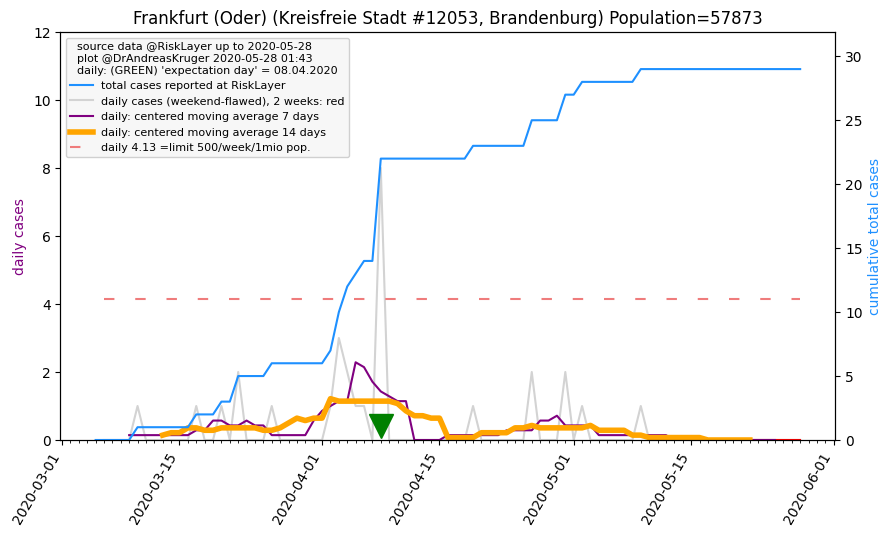 Frankfurt (Oder) (Kreisfreie Stadt #12053, Brandenburg) Population=57873
source data @RiskLayer up to 2020-05-28
plot @DrAndreasKruger 2020-05-28 01:43
daily: (GREEN) 'expectation day' = 08.04.2020
total cases reported at RiskLayer
daily cases (weekend-flawed), 2 weeks: red
daily: centered moving average 7 days
daily: centered moving average 14 days
daily 4.13 =limit 500/week/1mio pop.
daily cases
12
10
8
6
4
2
0
cumulative total cases
30
25
20
15
10
5
0
2020-03-01
2020-03-15
2020-04-01
2020-04-15
2020-05-01
2020-05-15
2020-06-01